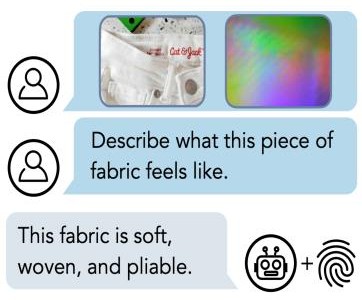 Cat & Jack
Describe what this piece of
fabric feels like.
This fabric is soft,
woven, and pliable.
+